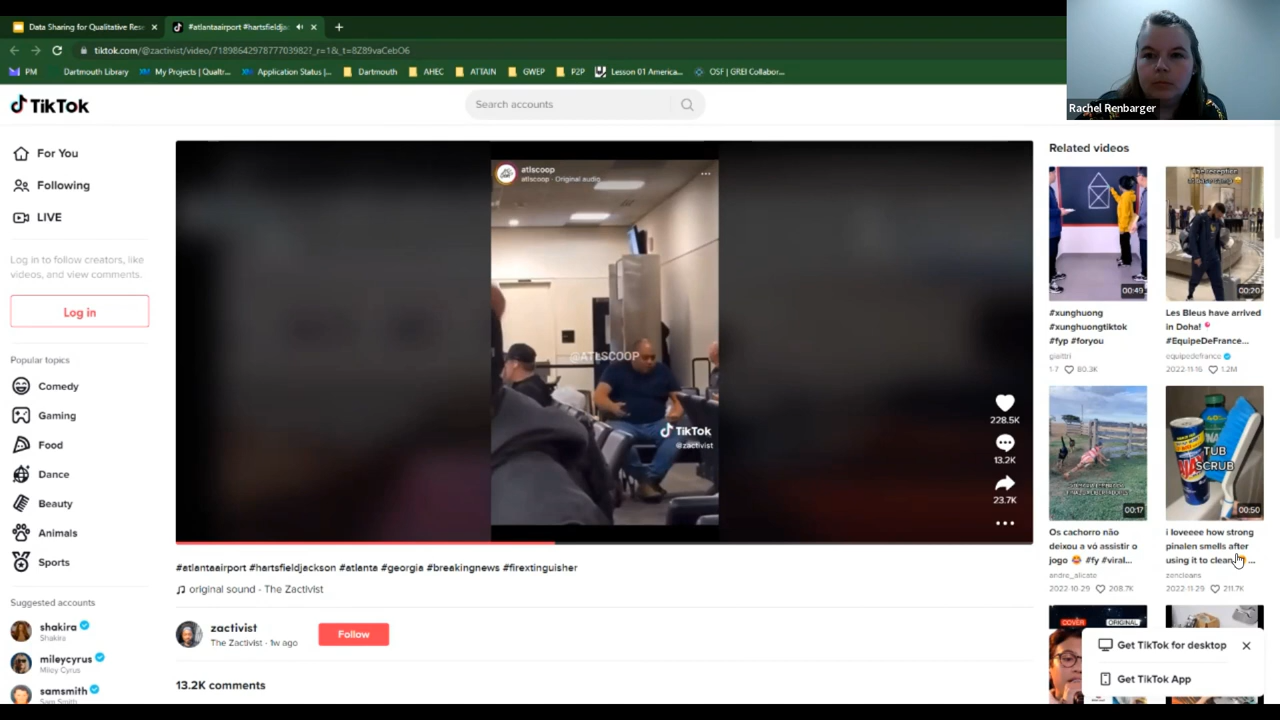 Data Sharing for Qualitative Rese
#atlantaairport #hartsfieldjac
tiktok.com/@zactivist/video/7189864297877703982?_r=1&_t=8Z89vaCebO6
PM
Dartmouth Library
My Projects | Qualtr...
Application Status |...
Dartmouth
AHEC
ATTAIN
GWEP
P2P
Lesson 01 America...
OSF | GREI Collabor...
Rachel Renbarger
TikTok
Search accounts
For You
Following
LIVE
Log in to follow creators, like
videos, and view comments.
Log in
Popular topics
Comedy
Gaming
Food
Dance
Beauty
Animals
Sports
Suggested accounts
shakira
Shakira
mileycyrus
Miley Cyrus
samsmith
Sam Smith
atlscoop
atlscoop · Original audio
@ATLSCOOP
TikTok
@zactivist
228.5K
13.2K
23.7K
#atlantaairport #hartsfieldjackson #atlanta #georgia #breakingnews #firextinguisher
original sound - The Zactivist
zactivist
The Zactivist · 1w ago
Follow
13.2K comments
Related videos
00:49
#xunghuong
#xunghuongtiktok
#fyp #foryou
1-7
80.3K
00:20
Les Bleus have arrived
in Doha!
#EquipeDeFrance...
equipedefrance
2022-11-16
1.2M
00:17
Os cachorro não
deixou a vó assistir o
jogo #fy #viral...
andre_alicate
2022-10-29
208.7K
TUB
SCRUB
00:50
i loveeee how strong
pinalen smells after
using it to clean ...
zencleans
2022-11-29
211.7K
COVER
ORIGINAL
Get TikTok for desktop
Get TikTok App